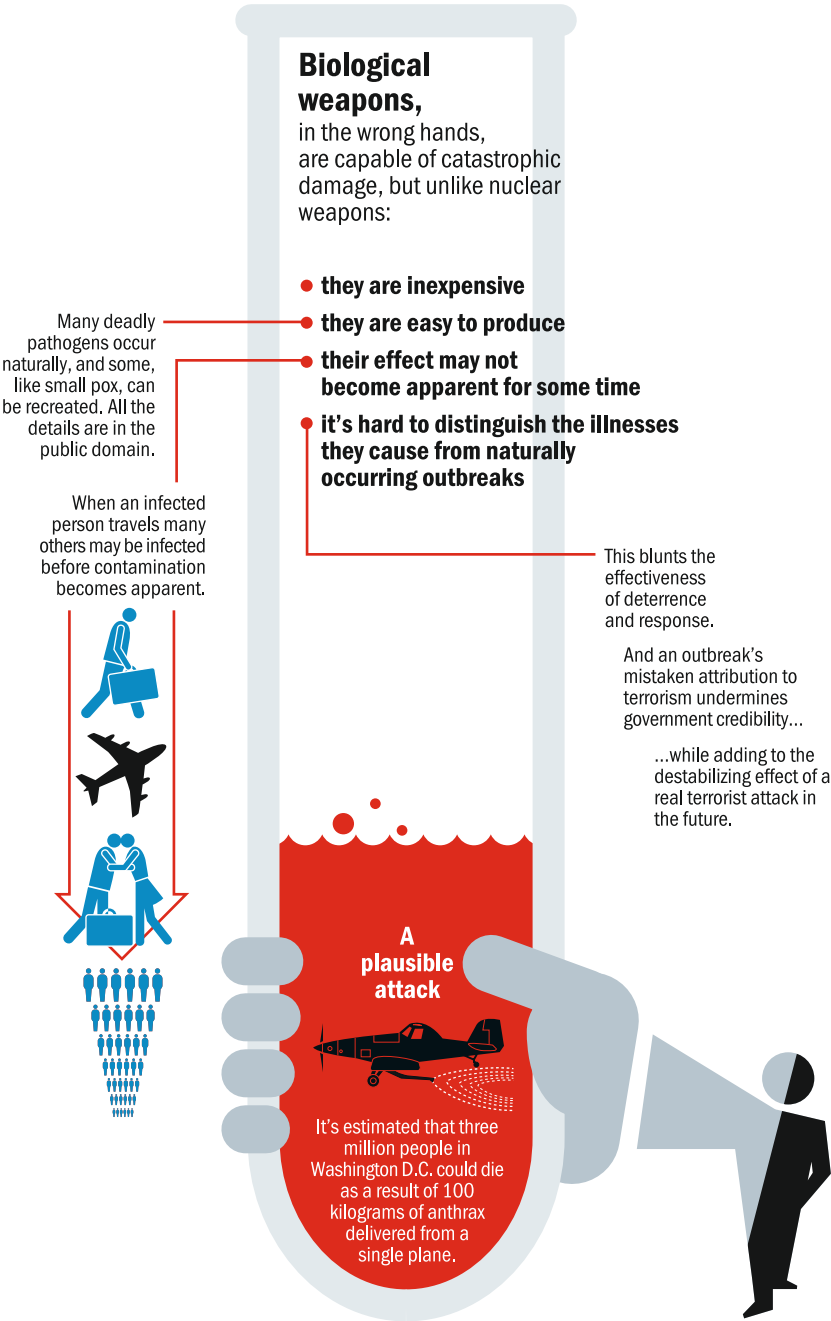 Biological
weapons,
in the wrong hands,
are capable of catastrophic
damage, but unlike nuclear
weapons:
they are inexpensive
they are easy to produce
their effect may not
become apparent for some time
it's hard to distinguish the illnesses
they cause from naturally
occurring outbreaks
Many deadly
pathogens occur
naturally, and some,
like small pox, can
be recreated. All the
details are in the
public domain.
When an infected
person travels many
others may be infected
before contamination
becomes apparent.
This blunts the
effectiveness
of deterrence
and response.
And an outbreak's
mistaken attribution to
terrorism undermines
government credibility...
...while adding to the
destabilizing effect of a
real terrorist attack in
the future.
A
plausible
attack
It's estimated that three
million people in
Washington D.C. could die
as a result of 100
kilograms of anthrax
delivered from a
single plane.